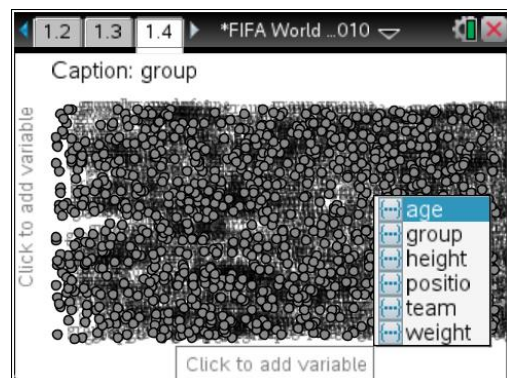 1.2 1.3 1.4 *FIFA World ...010
Caption: group
Click to add variable
age
group
height
positio
team
weight
Click to add variable